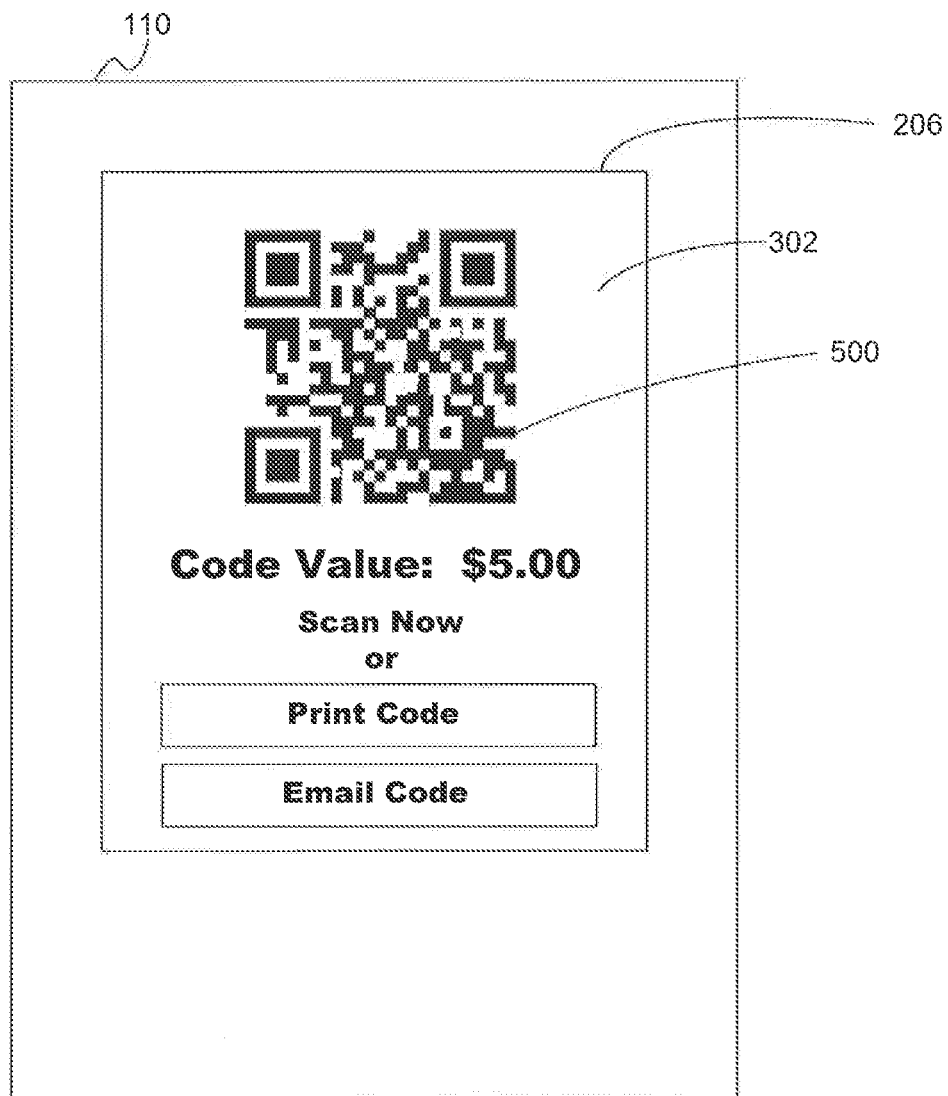 110
206
302
500
Code Value: $5.00
Scan Now
or
Print Code
Email Code